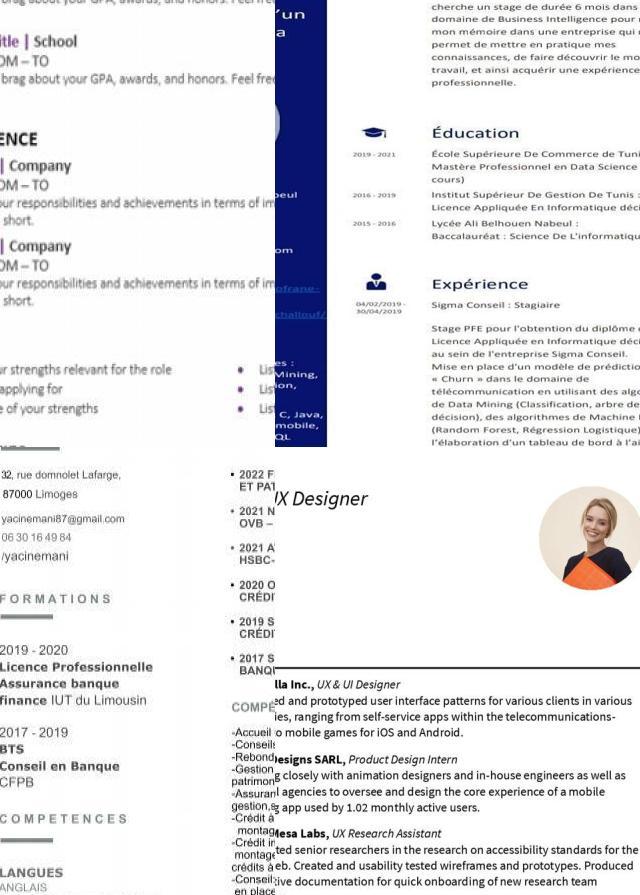 itle | School
OM – TO
brag about your GPA, awards, and honors. Feel free
ENCE
| Company
OM – TO
ur responsibilities and achievements in terms of im
short.
| Company
OM – TO
ur responsibilities and achievements in terms of im
short.
r strengths relevant for the role
applying for
e of your strengths
• Lis
• Lis
• List
'un
a
beul
om
ofrane-
challouf/
es :
Mining,
ion,
C, Java,
mobile,
QL
cherche un stage de durée 6 mois dans
domaine de Business Intelligence pour
mon mémoire dans une entreprise qui
permet de mettre en pratique mes
connaissances, de faire découvrir le mo
travail, et ainsi acquérir une expérience
professionnelle.
Éducation
2019 - 2021
École Supérieure De Commerce de Tuni
Mastère Professionnel en Data Science
cours)
2016 - 2019
Institut Supérieur De Gestion De Tunis :
Licence Appliquée En Informatique déci
2015 - 2016
Lycée Ali Belhouen Nabeul :
Baccalauréat : Science De L'informatiqu
Expérience
04/02/2019 -
30/04/2019
Sigma Conseil : Stagiaire
Stage PFE pour l'obtention du diplôme
Licence Appliquée en Informatique déci
au sein de l'entreprise Sigma Conseil.
Mise en place d'un modèle de prédictio
« Churn » dans le domaine de
télécommunication en utilisant des algo
de Data Mining (Classification, arbre de
décision), des algorithmes de Machine
(Random Forest, Régression Logistique)
l'élaboration d'un tableau de bord à l'ai
32, rue domnolet Lafarge,
87000 Limoges
yacinemani87@gmail.com
06 30 16 49 84
/yacinemani
FORMATIONS
2019 - 2020
Licence Professionnelle
Assurance banque
finance IUT du Limousin
2017 - 2019
BTS
Conseil en Banque
CFPB
COMPETENCES
LANGUES
ANGLAIS
• 2022 F
ET PAT
• 2021 N
OVB –
• 2021 A
HSBC-
• 2020 O
CRÉDI
• 2019 S
CRÉDI
• 2017 S
BANQU
COMPÉ
-Accueil
-Conseil
-Rebond
-Gestion
patrimon
-Assuran
gestion,s
-Crédit à
montag
-Crédit in
montage
crédits à
-Conseil
en place
UX Designer
lla Inc., UX & UI Designer
ed and prototyped user interface patterns for various clients in various
ies, ranging from self-service apps within the telecommunications-
o mobile games for iOS and Android.
Designs SARL, Product Design Intern
g closely with animation designers and in-house engineers as well as
l agencies to oversee and design the core experience of a mobile
g app used by 1.02 monthly active users.
Mesa Labs, UX Research Assistant
ted senior researchers in the research on accessibility standards for the
eb. Created and usability tested wireframes and prototypes. Produced
ive documentation for quick onboarding of new research team